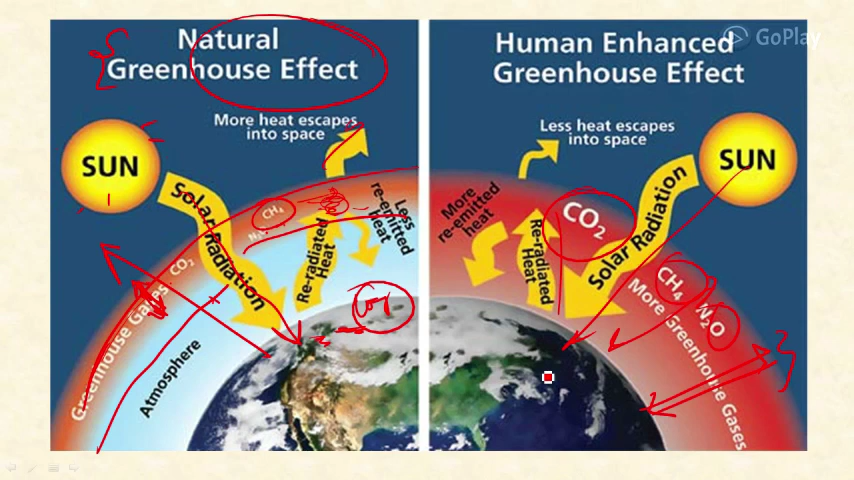 Natural
Greenhouse Effect
More heat escapes
into space
SUN
Solar Radiation
CH4
N2
CO2
Greenhouse Gases
Re-radiated
Heat
Less
re-emitted
heat
Atmosphere
GoPlay
Human Enhanced
Greenhouse Effect
Less heat escapes
into space
SUN
More
re-emitted
heat
CO2
Re-radiated
Heat
Solar Radiation
CH4
N2O
More Greenhouse Gases